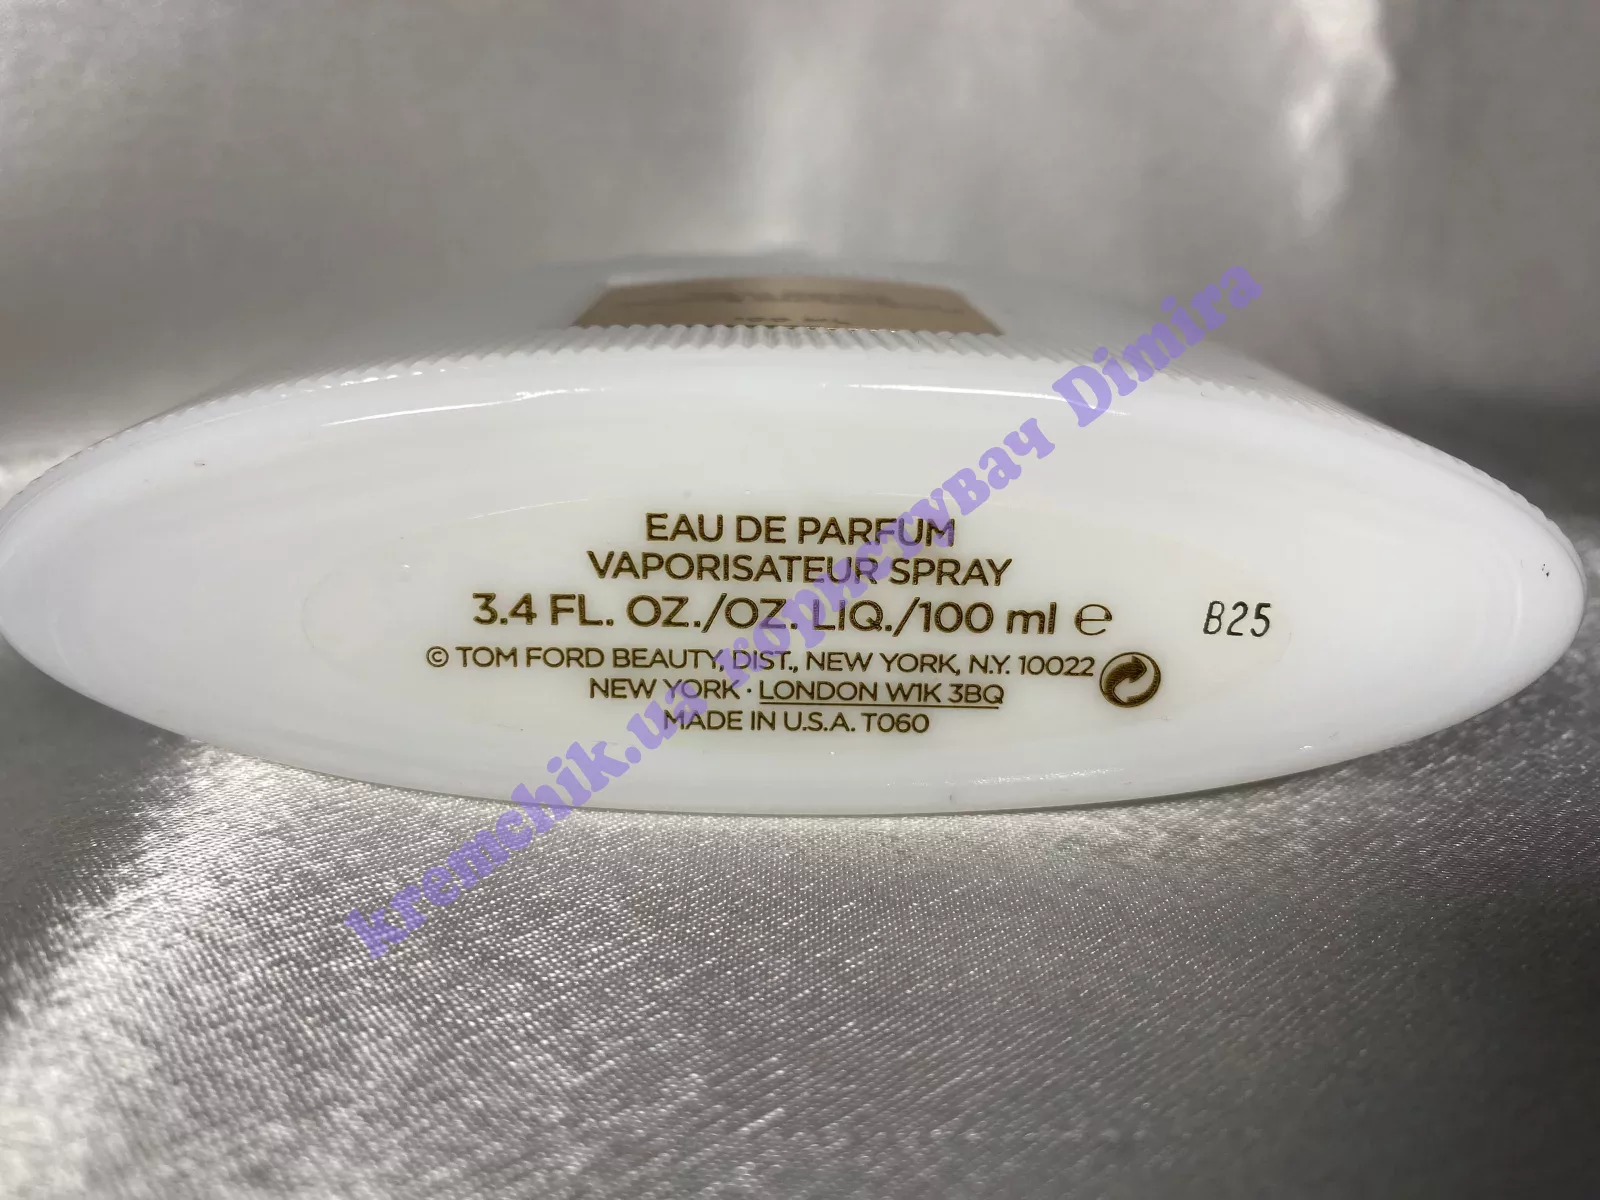 EAU DE PARFUM
VAPORISATEUR SPRAY
3.4 FL. OZ./OZ. LIQ./100 ml ℮
B25
© TOM FORD BEAUTY, DIST., NEW YORK, N.Y. 10022
NEW YORK · LONDON W1K 3BQ
MADE IN U.S.A. T060
kremchik.ua користувач Dimira